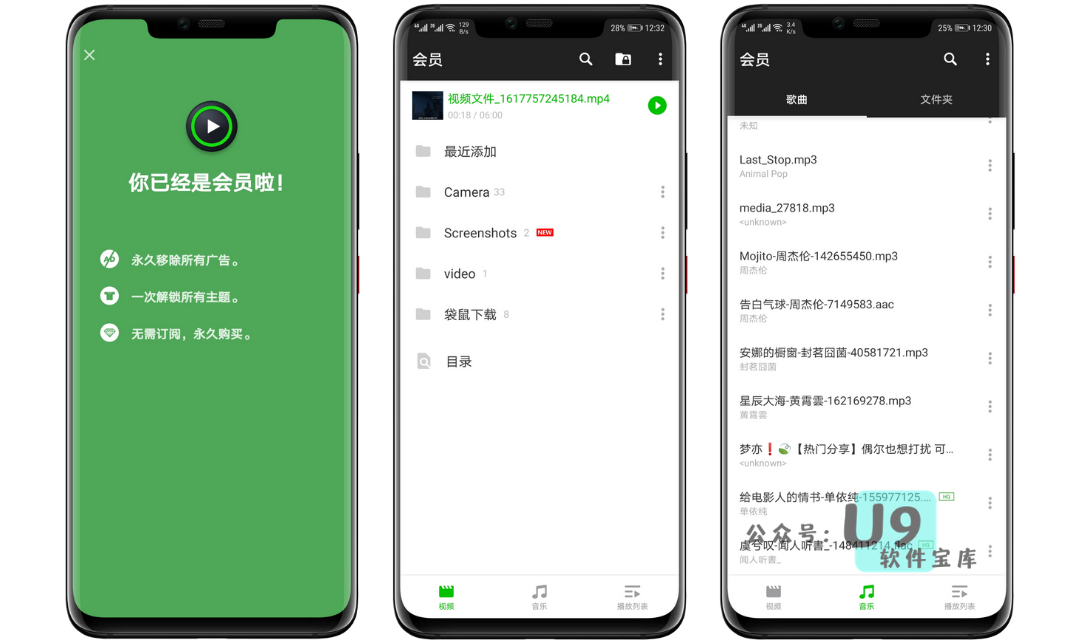 你已经是会员啦!
永久移除所有广告。
一次解锁所有主题。
无需订阅，永久购买。
129
B/s
28%
12:32
会员
视频文件_1617757245184.mp4
00:18 / 06:00
最近添加
Camera 33
Screenshots 2 NEW
video 1
袋鼠下载 8
目录
视频
音乐
播放列表
3.4
K/s
25%
12:30
会员
歌曲
文件夹
未知
Last_Stop.mp3
Animal Pop
media_27818.mp3
<unknown>
Mojito-周杰伦-142655450.mp3
周杰伦
告白气球-周杰伦-7149583.aac
周杰伦
安娜的橱窗-封茗囧菌-40581721.mp3
封茗囧菌
星辰大海-黄霄雲-162169278.mp3
黄霄雲
梦亦❗🍃【热门分享】偶尔也想打扰 可...
<unknown>
给电影人的情书-单依纯-155977125.... HQ
单依纯
虞兮叹-闻人听書_-148411214.flac HQ
闻人听書_
公众号：U9
软件宝库
视频
音乐
播放列表